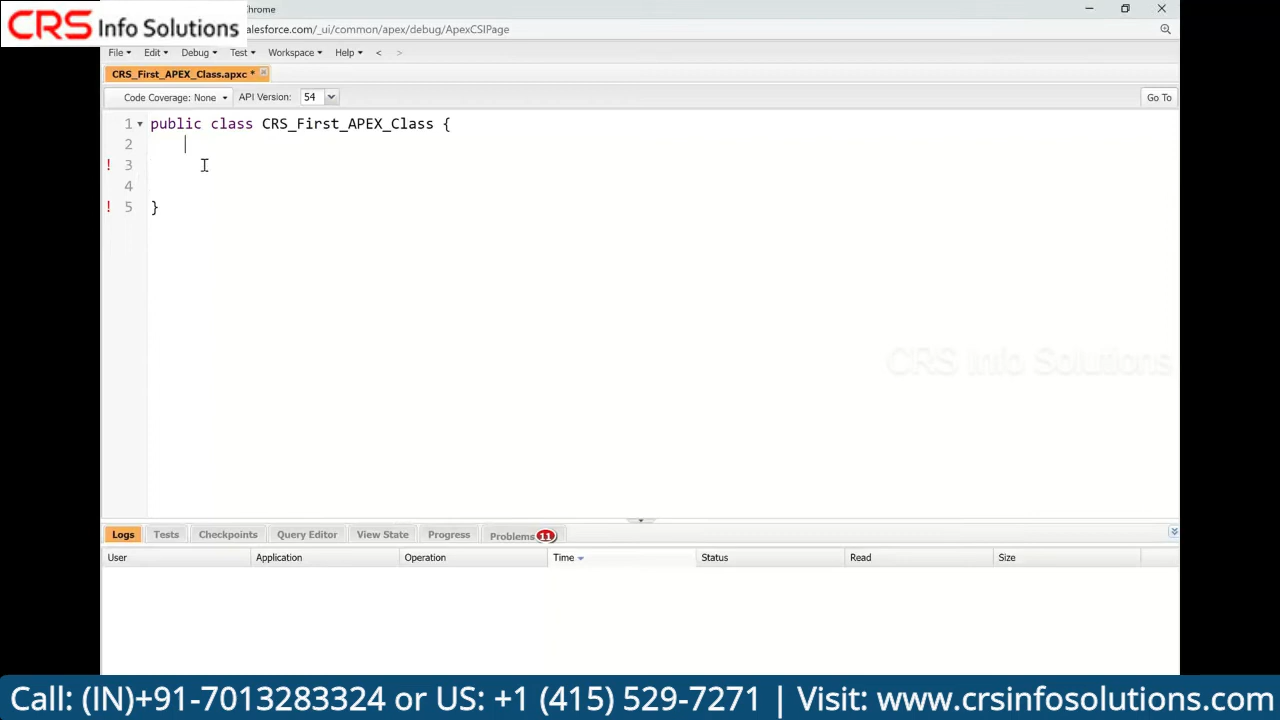 CRS Info Solutions
hrome
alesforce.com/_ui/common/apex/debug/ApexCSIPage
File Edit Debug Test Workspace Help < >
CRS_First_APEX_Class.apxc *
Code Coverage: None API Version: 54 Go To
1 public class CRS_First_APEX_Class {
2
! 3
4
! 5 }
CRS Info Solutions
Logs Tests Checkpoints Query Editor View State Progress Problems 11
User Application Operation Time Status Read Size
Call: (IN)+91-7013283324 or US: +1 (415) 529-7271 | Visit: www.crsinfosolutions.com